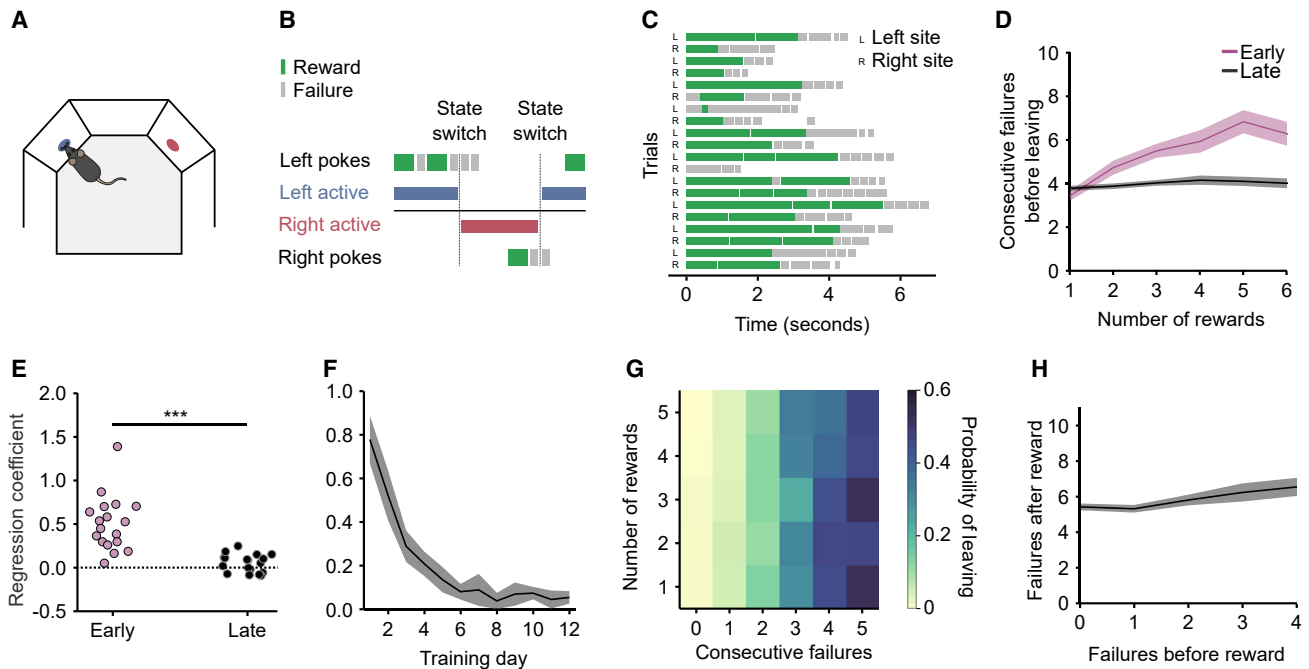 A
B
Reward
Failure
State switch
State switch
Left pokes
Left active
Right active
Right pokes
C
L
R
L
R
L
R
L
R
L
R
L
R
L
R
L
R
L
R
L
R
L Left site
R Right site
Trials
0 2 4 6
Time (seconds)
D
Early
Late
Consecutive failures
before leaving
10
8
6
4
2
0
1 2 3 4 5 6
Number of rewards
E
Regression coefficient
2.0
1.5
1.0
0.5
0.0
-0.5
***
Early Late
F
1.0
0.8
0.6
0.4
0.2
0.0
2 4 6 8 10 12
Training day
G
Number of rewards
5
4
3
2
1
0 1 2 3 4 5
Consecutive failures
0.6
0.4
0.2
0
Probability of leaving
H
Failures after reward
10
8
6
4
2
0
0 1 2 3 4
Failures before reward